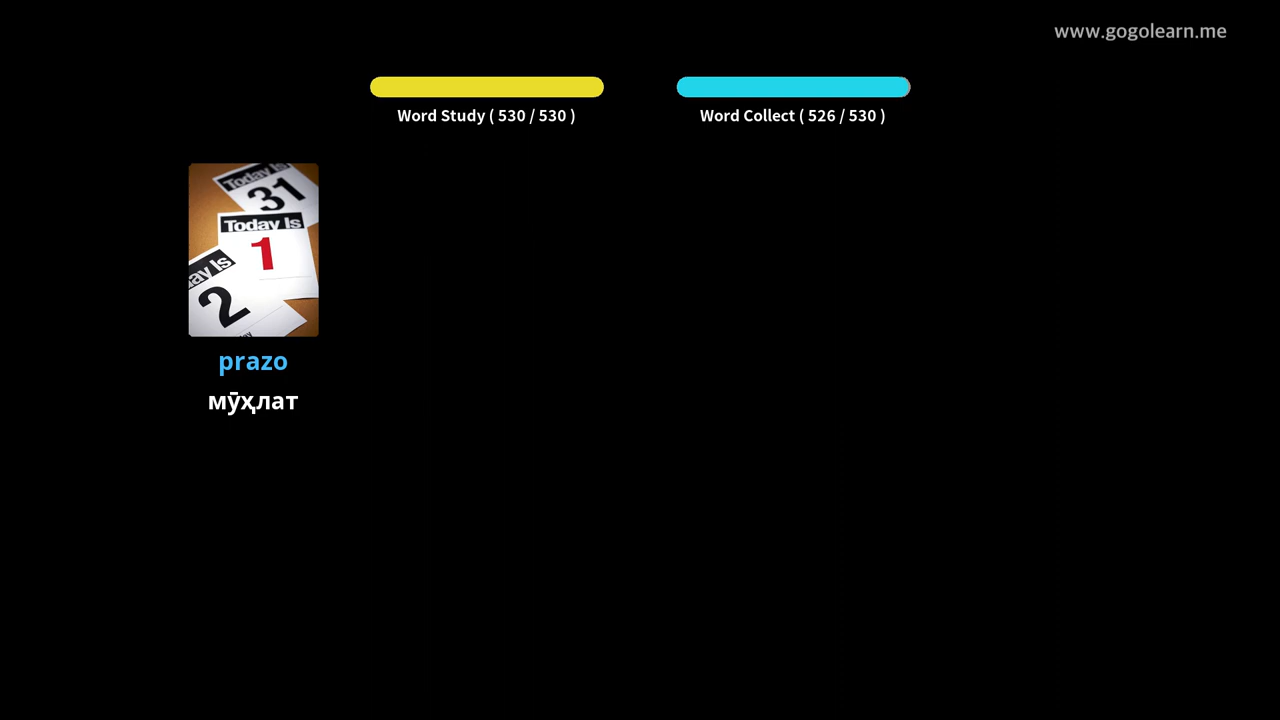 www.gogolearn.me
Word Study ( 530 / 530 )
Word Collect ( 526 / 530 )
Today Is
31
Today Is
1
ay Is
2
prazo
мӯҳлат